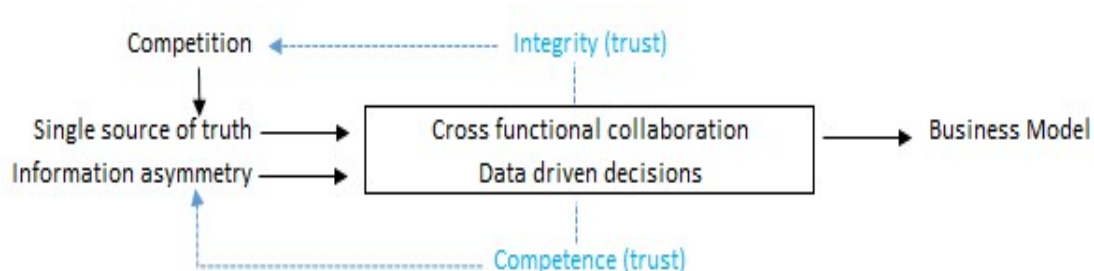 Competition
Integrity (trust)
Single source of truth
Cross functional collaboration
Business Model
Information asymmetry
Data driven decisions
Competence (trust)